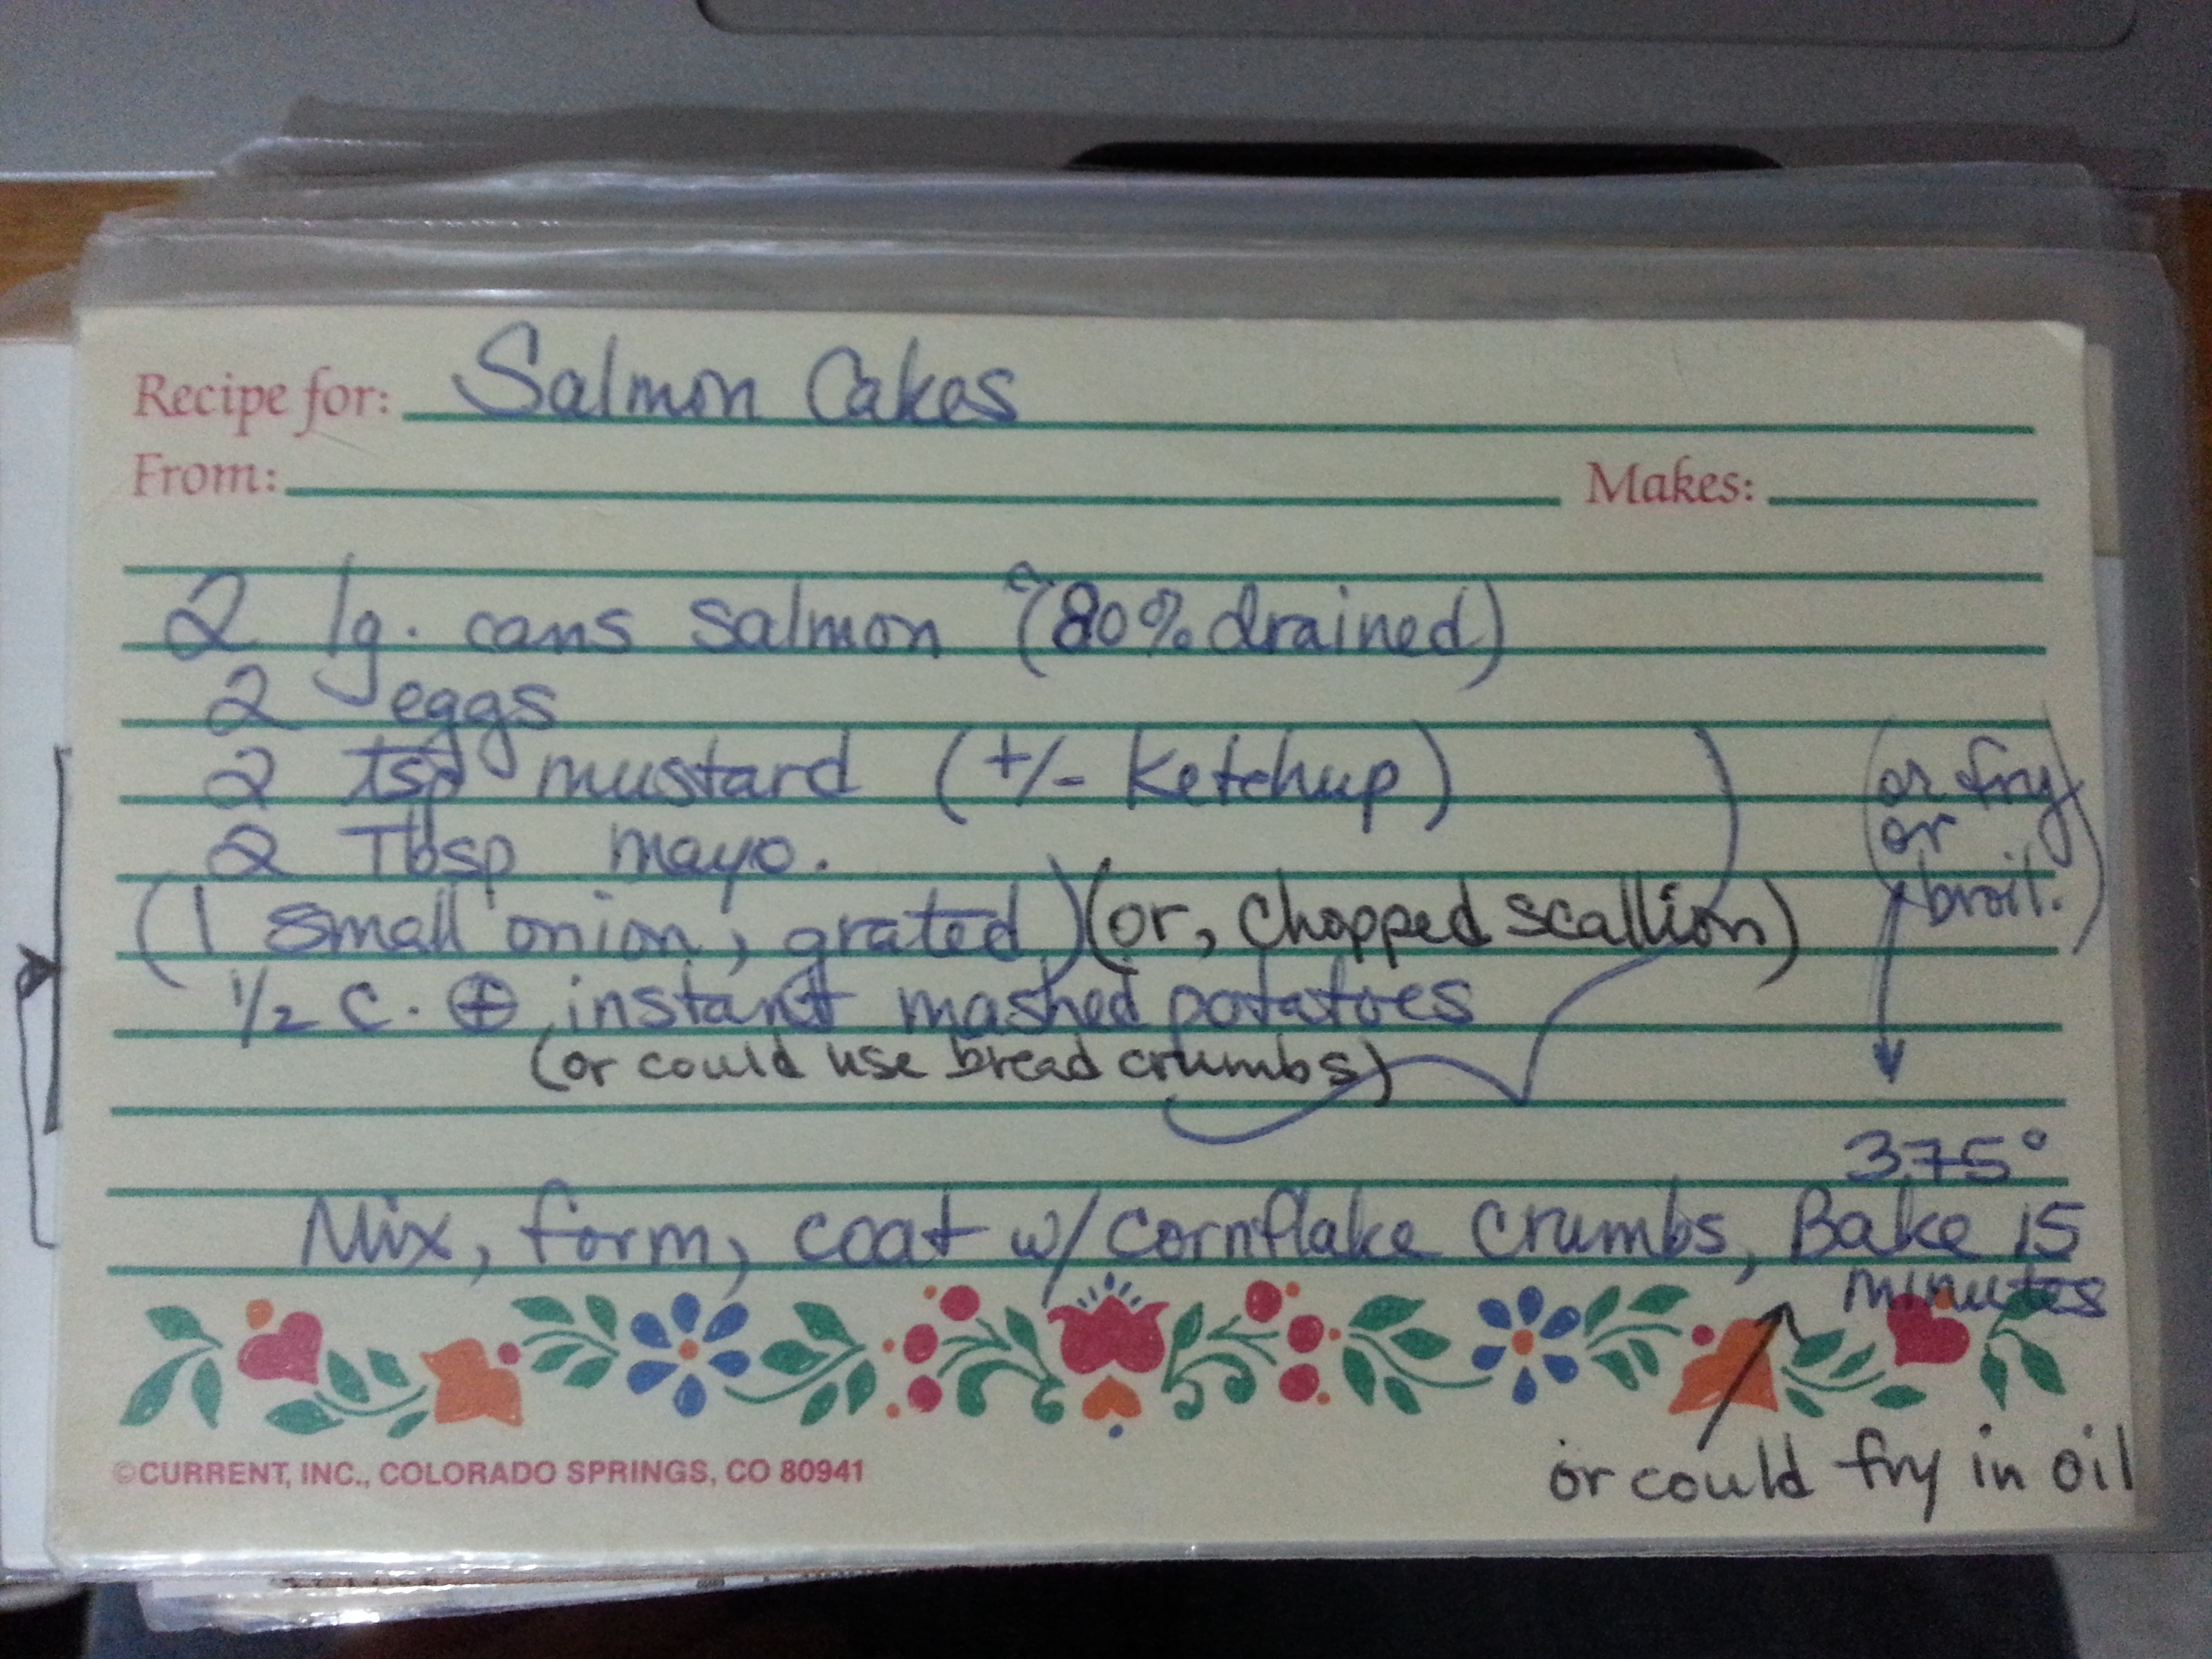 Recipe for: Salmon Cakes
From: Makes:
2 lg. cans salmon (80% drained)
2 eggs
2 tsp mustard (+/- ketchup)
2 Tbsp mayo.
(1 small onion, grated) (or, chopped scallion)
1/2 c. ⊕ instant mashed potatoes
(or could use bread crumbs)
(or fry
or
broil.)
375°
Mix, form, coat w/ cornflake crumbs, Bake 15
minutes
or could fry in oil
©CURRENT, INC., COLORADO SPRINGS, CO 80941